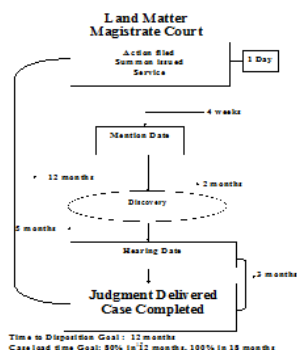 Land Matter
Magistrate Court
Action filed
Summon issued
Service
1 Day
4 weeks
Mention Date
12 months
2 months
Discovery
5 months
Hearing Date
3 months
Judgment Delivered
Case Completed
Time to Disposition Goal : 12 months
Case load time Goal: 80% in 12 months, 100% in 18 months